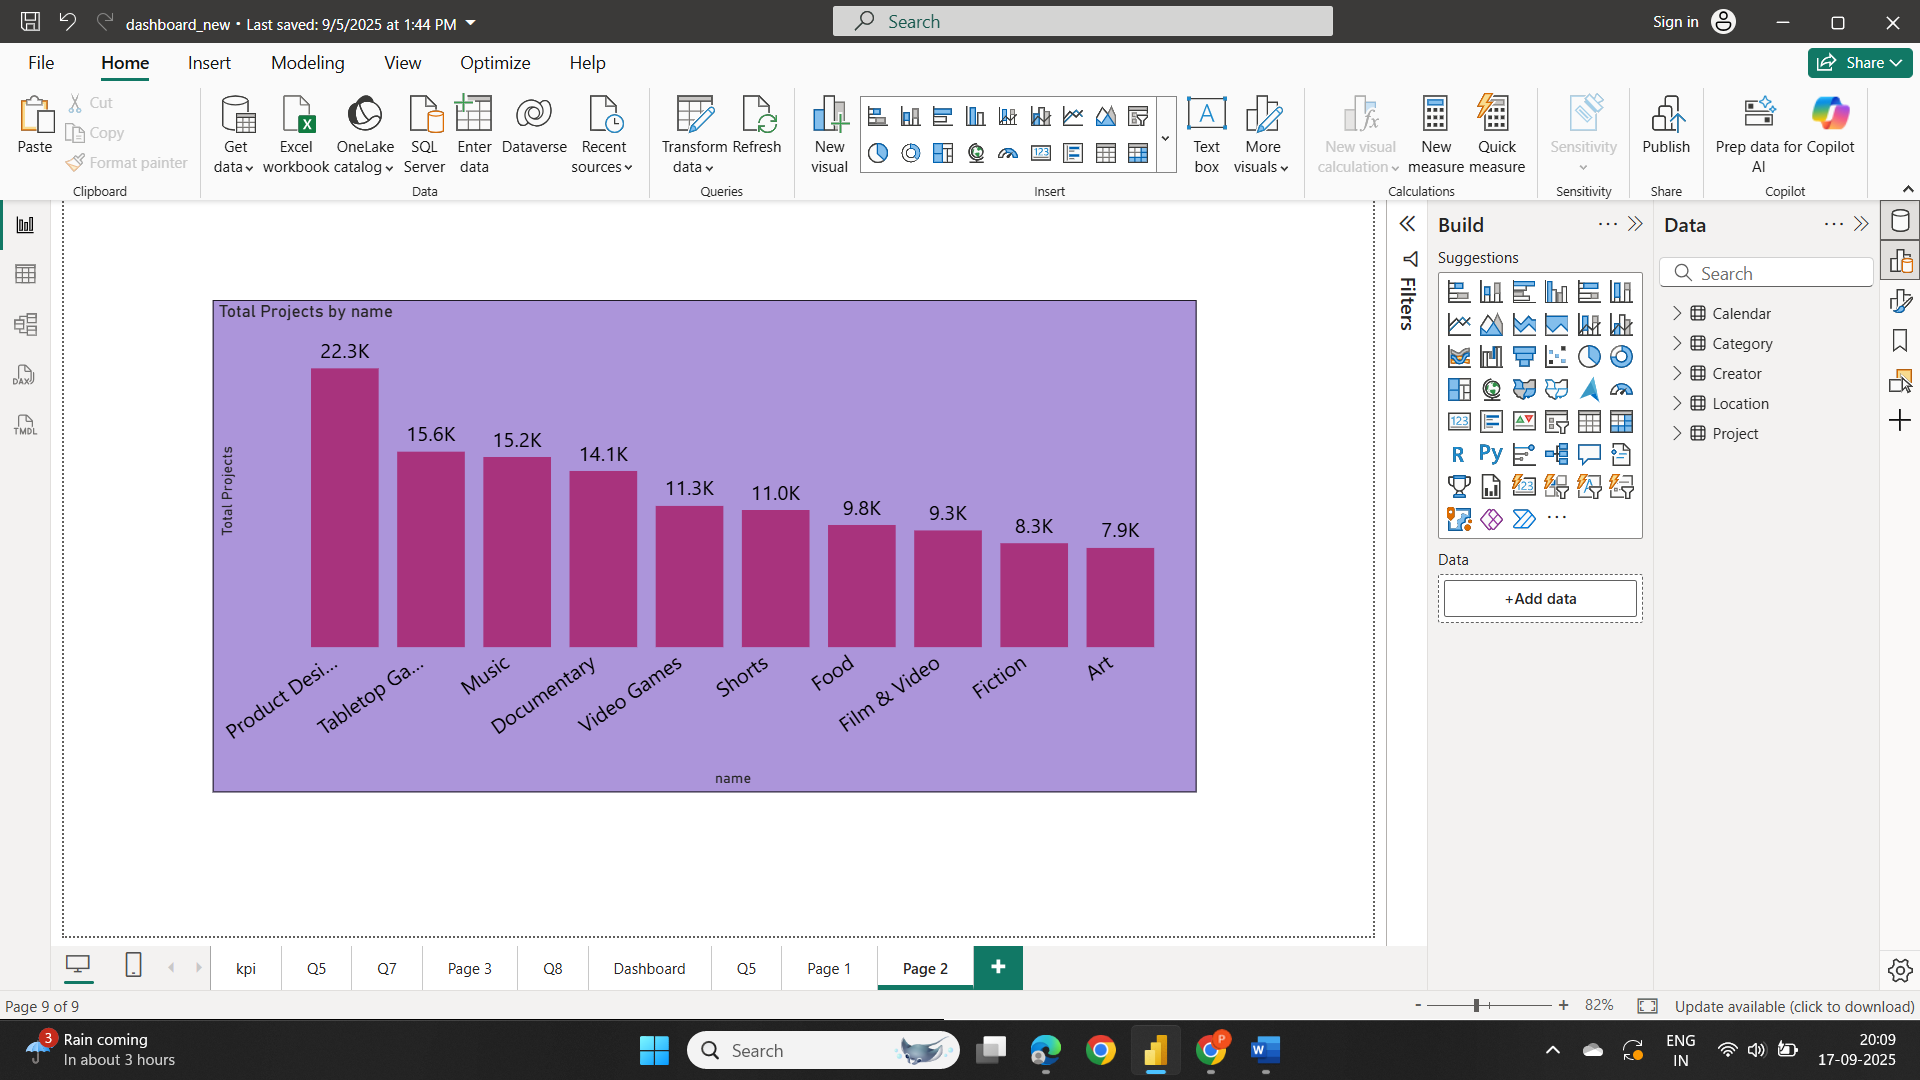 dashboard_new • Last saved: 9/5/2025 at 1:44 PM
Search
Sign in
File Home Insert Modeling View Optimize Help
Share
Paste
Cut
Copy
Format painter
Clipboard
Get data
Excel workbook
OneLake catalog
SQL Server
Enter data
Dataverse
Recent sources
Data
Transform data
Refresh
Queries
New visual
Text box
More visuals
Insert
New visual calculation
New measure
Quick measure
Calculations
Sensitivity
Sensitivity
Publish
Share
Prep data for AI
Copilot
Copilot
DAX
TMDL
Total Projects by name
Total Projects
22.3K
15.6K
15.2K
14.1K
11.3K
11.0K
9.8K
9.3K
8.3K
7.9K
Product Desi...
Tabletop Ga...
Music
Documentary
Video Games
Shorts
Food
Film & Video
Fiction
Art
name
Filters
Build
Suggestions
123
R
Py
123
Data
+Add data
Data
Search
Calendar
Category
Creator
Location
Project
kpi
Q5
Q7
Page 3
Q8
Dashboard
Q5
Page 1
Page 2
+
Page 9 of 9
- + 82%
Update available (click to download)
3
Rain coming
In about 3 hours
Search
P
W
ENG
IN
20:09
17-09-2025